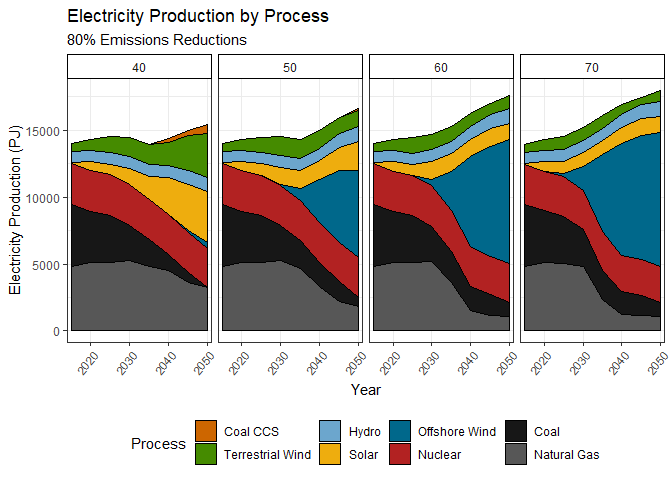 Electricity Production by Process
80% Emissions Reductions
40 50 60 70
Electricity Production (PJ)
15000
10000
5000
0
2020 2030 2040 2050 2020 2030 2040 2050 2020 2030 2040 2050 2020 2030 2040 2050
Year
Process
Coal CCS Hydro Offshore Wind Coal
Terrestrial Wind Solar Nuclear Natural Gas